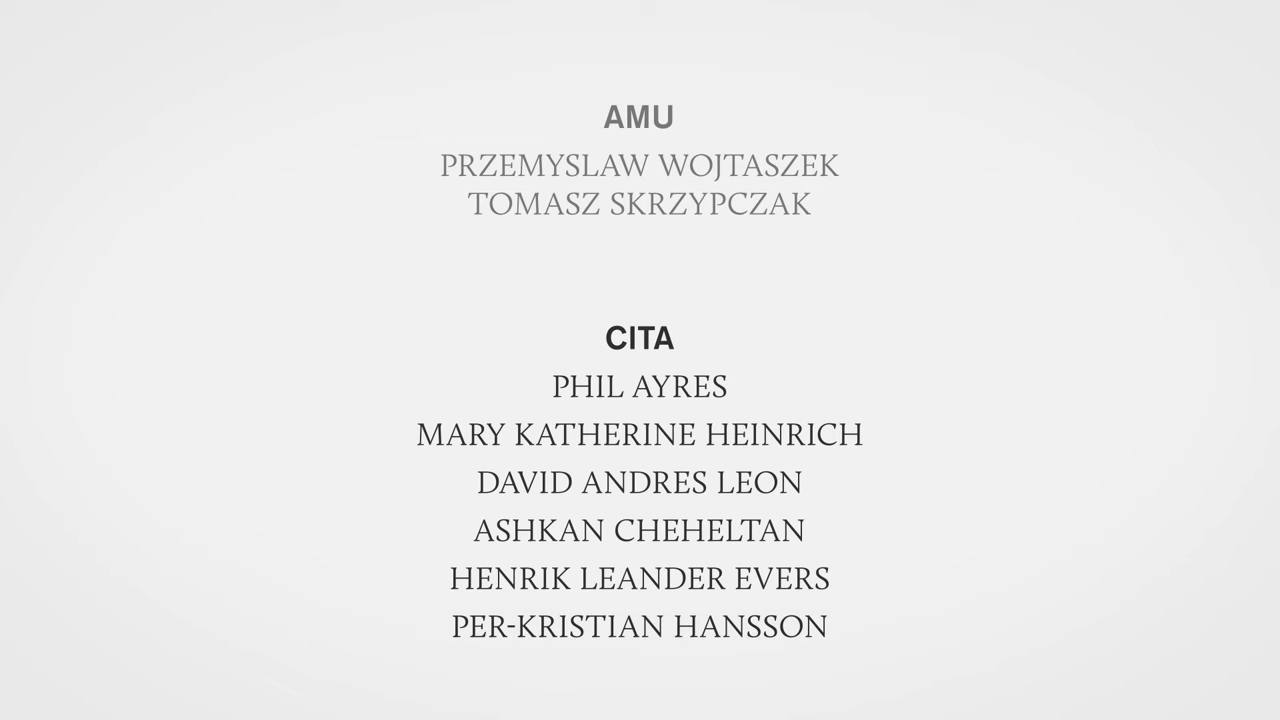 AMU
PRZEMYSLAW WOJTASZEK
TOMASZ SKRZYPCZAK
CITA
PHIL AYRES
MARY KATHERINE HEINRICH
DAVID ANDRES LEON
ASHKAN CHEHELTAN
HENRIK LEANDER EVERS
PER-KRISTIAN HANSSON